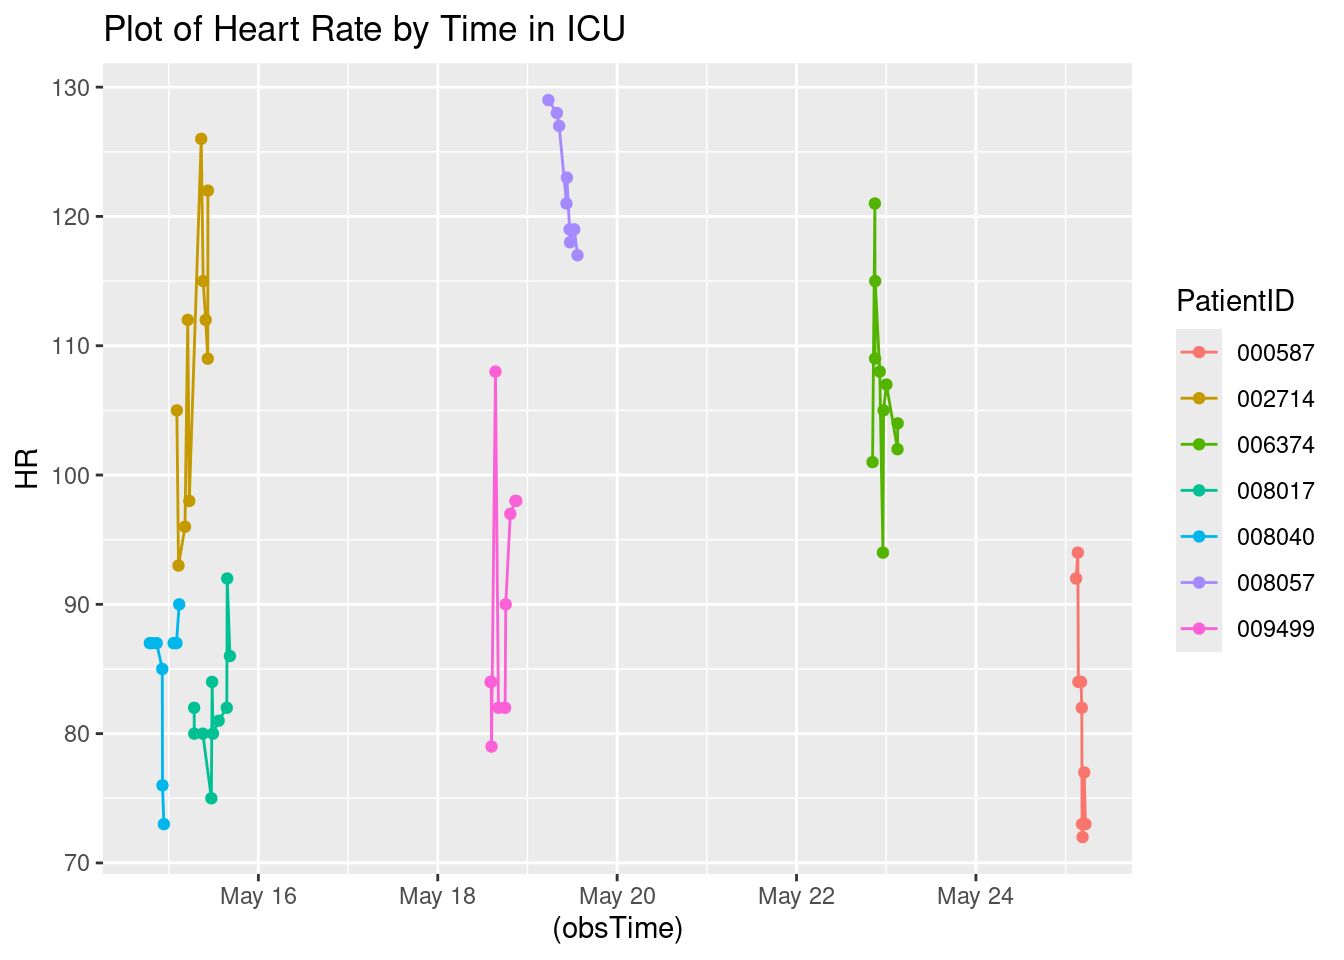 Plot of Heart Rate by Time in ICU
130
120
110
100
90
80
70
HR
May 16
May 18
May 20
May 22
May 24
(obsTime)
PatientID
000587
002714
006374
008017
008040
008057
009499